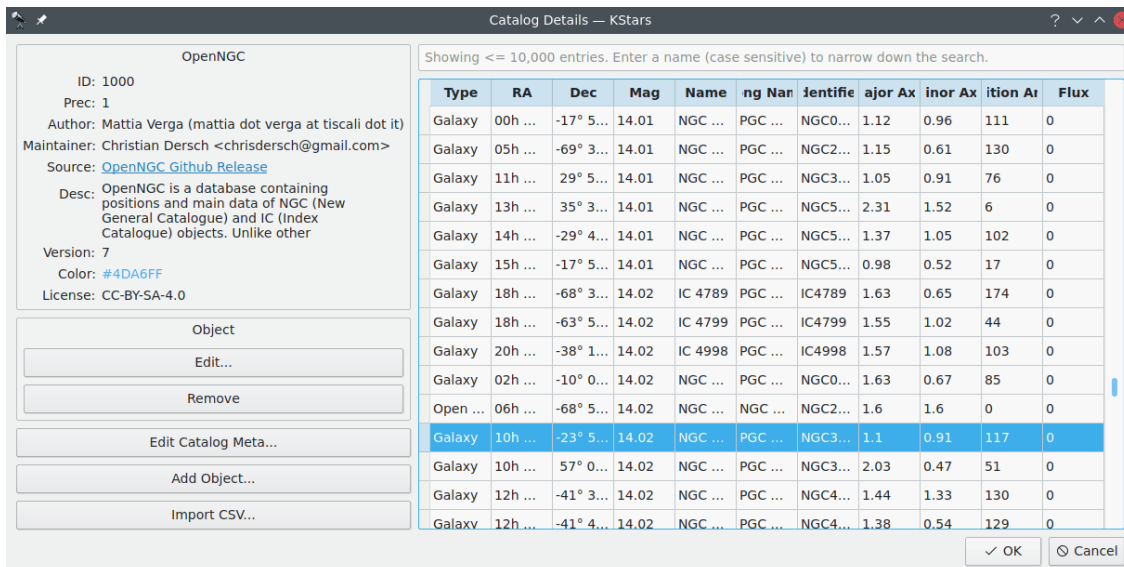 Catalog Details — KStars
OpenNGC
ID: 1000
Prec: 1
Author: Mattia Verga (mattia dot verga at tiscali dot it)
Maintainer: Christian Dersch <chrisdersch@gmail.com>
Source: OpenNGC Github Release
Desc: OpenNGC is a database containing
positions and main data of NGC (New
General Catalogue) and IC (Index
Catalogue) objects. Unlike other
Version: 7
Color: #4DA6FF
License: CC-BY-SA-4.0
Object
Edit...
Remove
Edit Catalog Meta...
Add Object...
Import CSV...
Showing <= 10,000 entries. Enter a name (case sensitive) to narrow down the search.
Type RA Dec Mag Name ng Nan dentifie ajor Ax inor Ax ition Ai Flux
Galaxy 00h ... -17° 5... 14.01 NGC ... PGC ... NGC0... 1.12 0.96 111 0
Galaxy 05h ... -69° 3... 14.01 NGC ... PGC ... NGC2... 1.15 0.61 130 0
Galaxy 11h ... 29° 5... 14.01 NGC ... PGC ... NGC3... 1.05 0.91 76 0
Galaxy 13h ... 35° 3... 14.01 NGC ... PGC ... NGC5... 2.31 1.52 6 0
Galaxy 14h ... -29° 4... 14.01 NGC ... PGC ... NGC5... 1.37 1.05 102 0
Galaxy 15h ... -17° 5... 14.01 NGC ... PGC ... NGC5... 0.98 0.52 17 0
Galaxy 18h ... -68° 3... 14.02 IC 4789 PGC ... IC4789 1.63 0.65 174 0
Galaxy 18h ... -63° 5... 14.02 IC 4799 PGC ... IC4799 1.55 1.02 44 0
Galaxy 20h ... -38° 1... 14.02 IC 4998 PGC ... IC4998 1.57 1.08 103 0
Galaxy 02h ... -10° 0... 14.02 NGC ... PGC ... NGC0... 1.63 0.67 85 0
Open ... 06h ... -68° 5... 14.02 NGC ... NGC ... NGC2... 1.6 1.6 0 0
Galaxy 10h ... -23° 5... 14.02 NGC ... PGC ... NGC3... 1.1 0.91 117 0
Galaxy 10h ... 57° 0... 14.02 NGC ... PGC ... NGC3... 2.03 0.47 51 0
Galaxy 12h ... -41° 3... 14.02 NGC ... PGC ... NGC4... 1.44 1.33 130 0
Galaxy 12h ... -41° 4... 14.02 NGC ... PGC ... NGC4... 1.38 0.54 129 0
OK Cancel